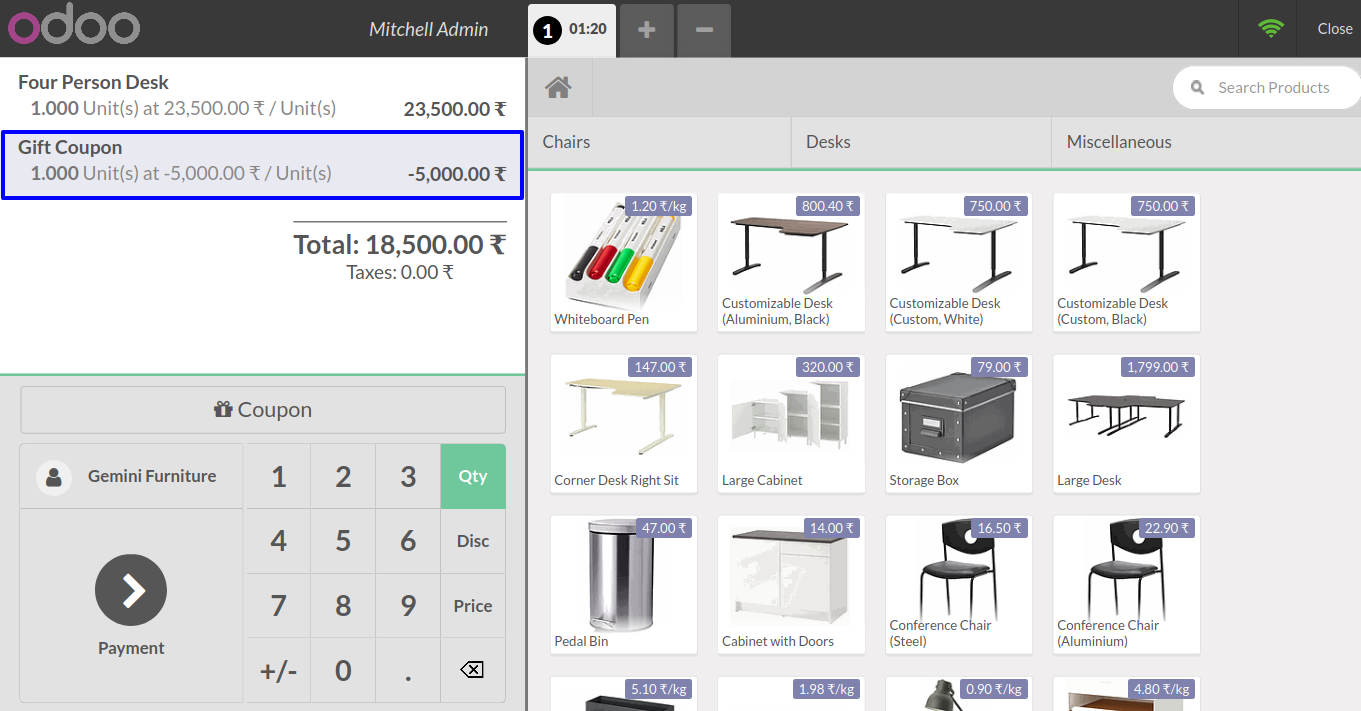 odoo
Mitchell Admin
1 01:20
Close
Four Person Desk
1.000 Unit(s) at 23,500.00 ₹ / Unit(s) 23,500.00 ₹
Gift Coupon
1.000 Unit(s) at -5,000.00 ₹ / Unit(s) -5,000.00 ₹
Total: 18,500.00 ₹
Taxes: 0.00 ₹
Coupon
Gemini Furniture
Payment
1 2 3 Qty
4 5 6 Disc
7 8 9 Price
+/- 0 .
Search Products
Chairs Desks Miscellaneous
1.20 ₹/kg
Whiteboard Pen
800.40 ₹
Customizable Desk
(Aluminium, Black)
750.00 ₹
Customizable Desk
(Custom, White)
750.00 ₹
Customizable Desk
(Custom, Black)
147.00 ₹
Corner Desk Right Sit
320.00 ₹
Large Cabinet
79.00 ₹
Storage Box
1,799.00 ₹
Large Desk
47.00 ₹
Pedal Bin
14.00 ₹
Cabinet with Doors
16.50 ₹
Conference Chair
(Steel)
22.90 ₹
Conference Chair
(Aluminium)
5.10 ₹/kg
1.98 ₹/kg
0.90 ₹/kg
4.80 ₹/kg